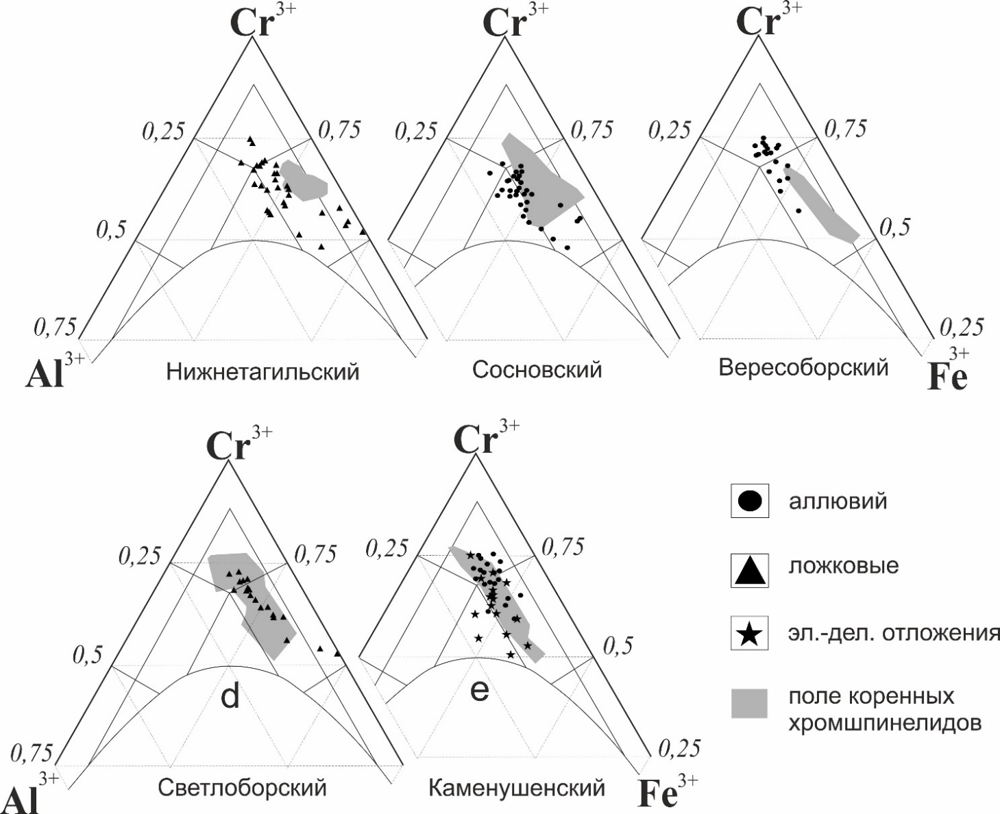 Cr3+ Cr3+ Cr3+
0,25 0,75 0,25 0,75 0,25 0,75
0,5 0,5
0,75 0,25
Al3+ Fe3+
Нижнетагильский Сосновский Вересоборский
Cr3+ Cr3+
0,25 0,75 0,25 0,75
0,5 0,5
d e
0,75 0,25
Al3+ Fe3+
Светлоборский Каменушенский
аллювий
ложковые
эл.-дел. отложения
поле коренных
хромшпинелидов